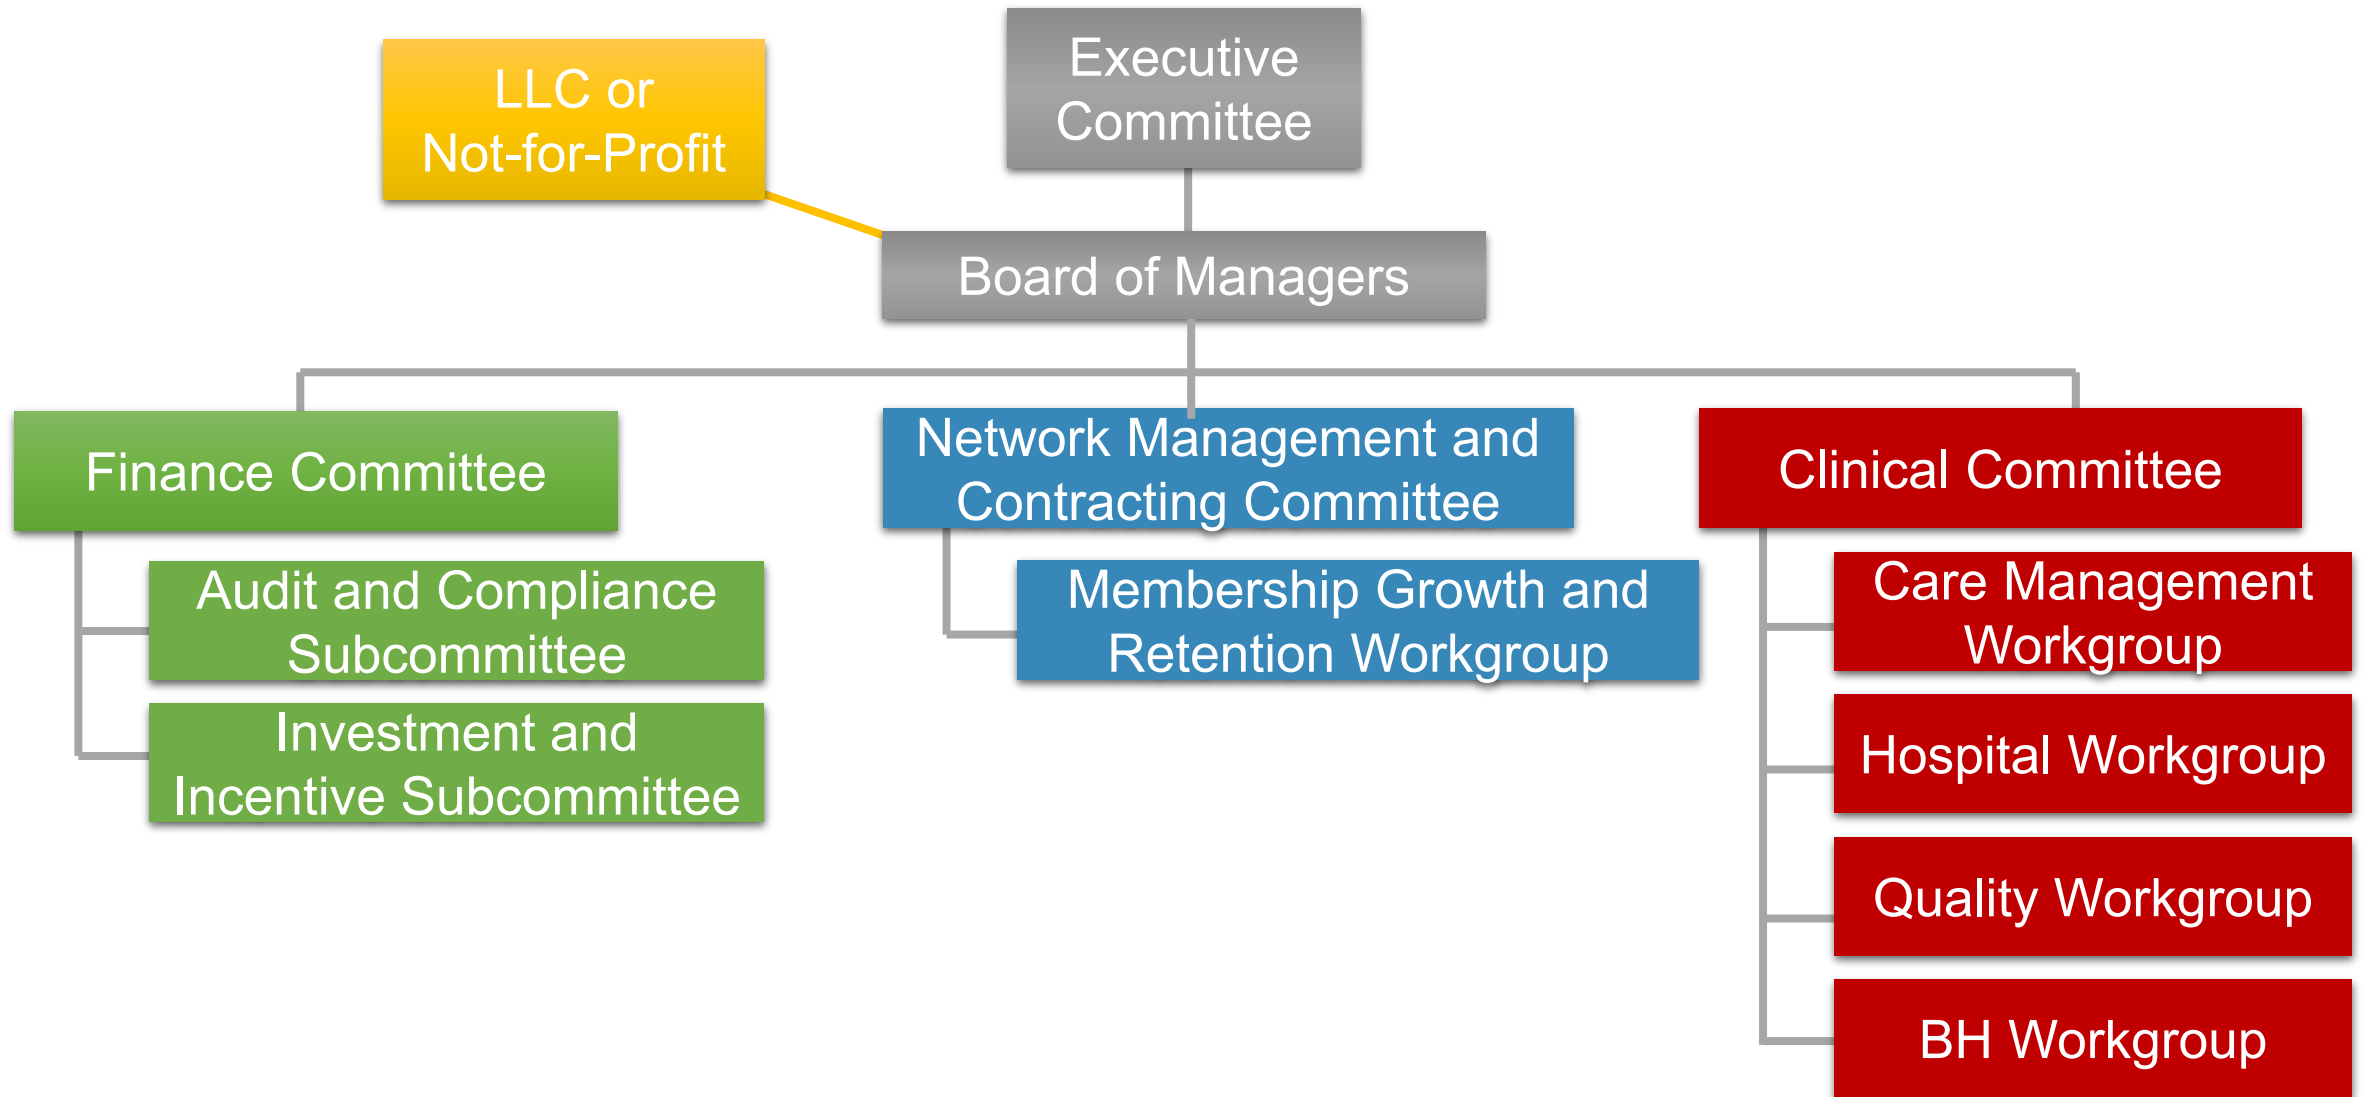 LLC or
Not-for-Profit
Executive
Committee
Board of Managers
Finance Committee
Audit and Compliance
Subcommittee
Investment and
Incentive Subcommittee
Network Management and
Contracting Committee
Membership Growth and
Retention Workgroup
Clinical Committee
Care Management
Workgroup
Hospital Workgroup
Quality Workgroup
BH Workgroup